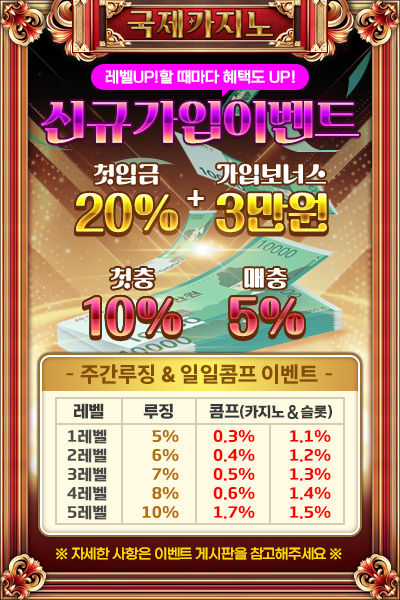 국제카지노
레벨UP!할 때마다 혜택도 UP!
신규가입이벤트
첫입금 가입보너스
20% + 3만원
첫충 매충
10% 5%
- 주간루징 & 일일콤프 이벤트 -
레벨 루징 콤프(카지노&슬롯)
1레벨 5% 0.3% 1.1%
2레벨 6% 0.4% 1.2%
3레벨 7% 0.5% 1.3%
4레벨 8% 0.6% 1.4%
5레벨 10% 1.7% 1.5%
※ 자세한 사항은 이벤트 게시판을 참고해주세요 ※
10000
10000